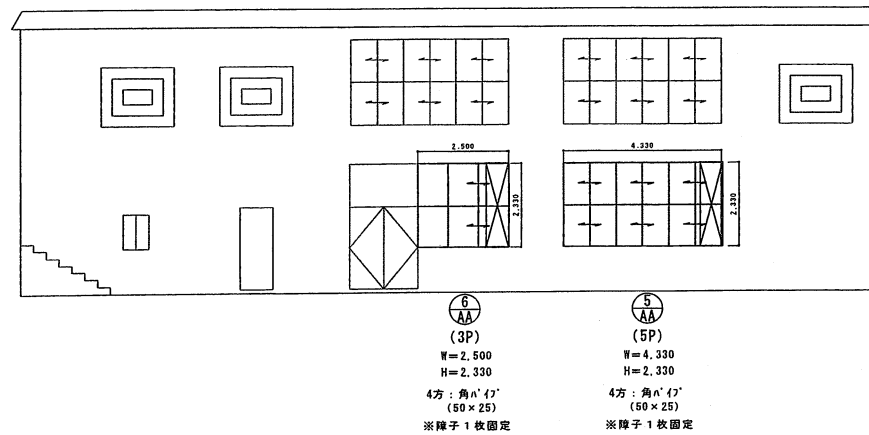 2.500
4.330
2.330
2.330
6
AA
(3P)
W=2.500
H=2.330
4方：角ﾊﾟｲﾌﾟ
(50×25)
※障子1枚固定
5
AA
(5P)
W=4.330
H=2.330
4方：角ﾊﾟｲﾌﾟ
(50×25)
※障子1枚固定